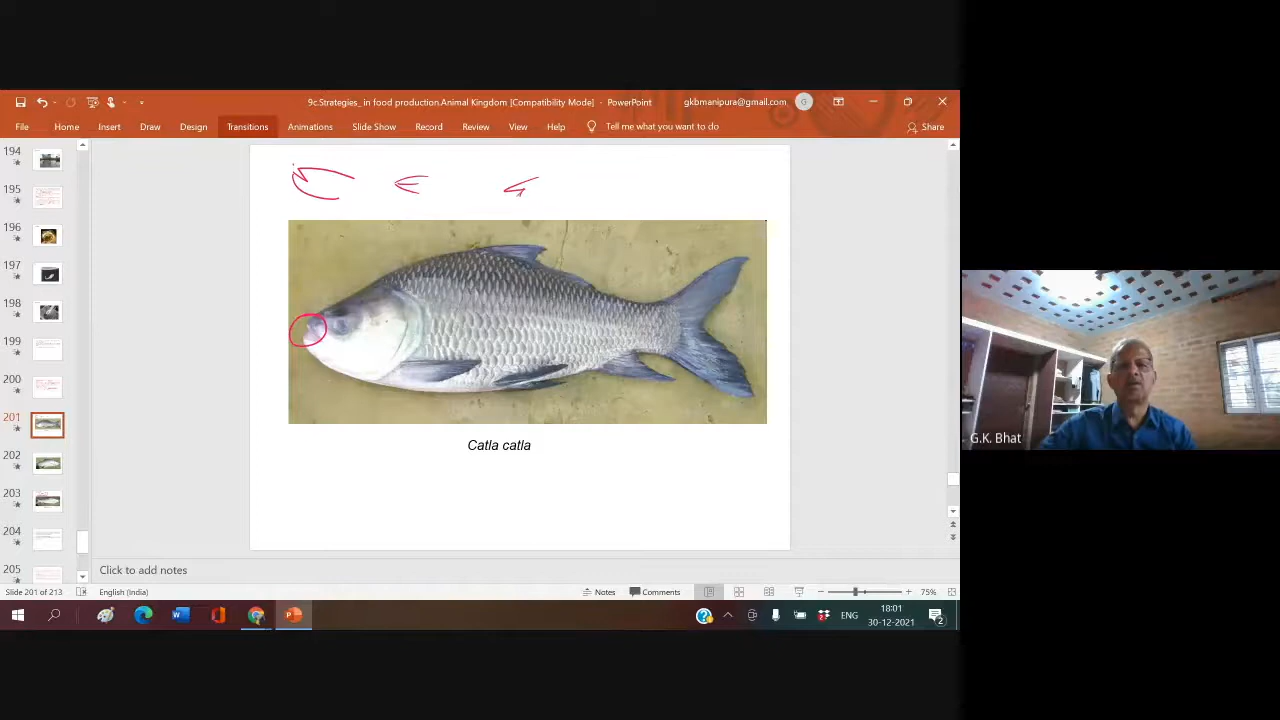 9c.Strategies_ in food production.Animal Kingdom [Compatibility Mode] - PowerPoint
gkbmanipura@gmail.com
G
File Home Insert Draw Design Transitions Animations Slide Show Record Review View Help Tell me what you want to do Share
194
195
196
197
198
199
200
201
202
203
204
205
Catla catla
G.K. Bhat
Click to add notes
Slide 201 of 213 English (India) Notes Comments 75%
ENG
18:01
30-12-2021
2